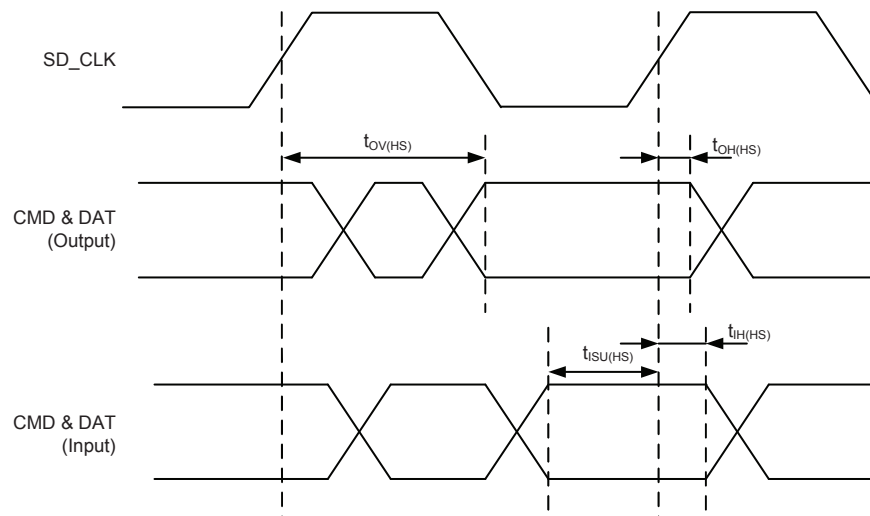 SD_CLK
tOV(HS)
tOH(HS)
CMD & DAT
(Output)
tIH(HS)
tISU(HS)
CMD & DAT
(Input)